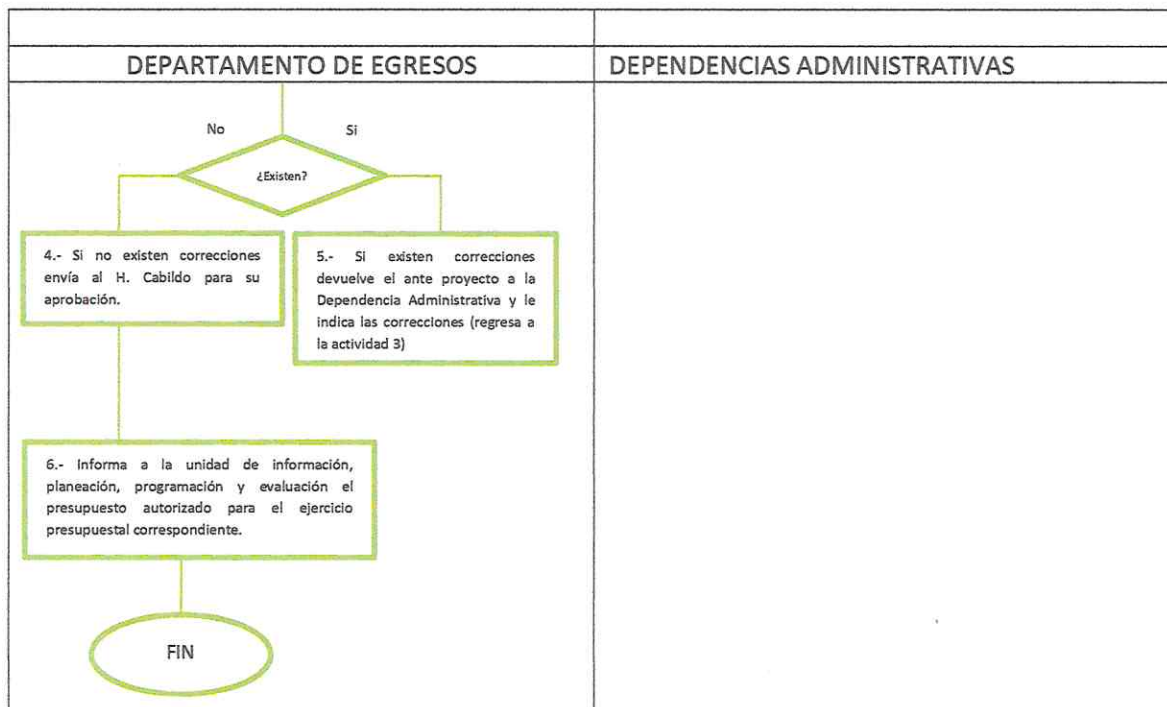 DEPARTAMENTO DE EGRESOS
DEPENDENCIAS ADMINISTRATIVAS
No
Si
¿Existen?
4.- Si no existen correcciones
envía al H. Cabildo para su
aprobación.
5.- Si existen correcciones
devuelve el ante proyecto a la
Dependencia Administrativa y le
indica las correcciones (regresa a
la actividad 3)
6.- Informa a la unidad de información,
planeación, programación y evaluación el
presupuesto autorizado para el ejercicio
presupuestal correspondiente.
FIN